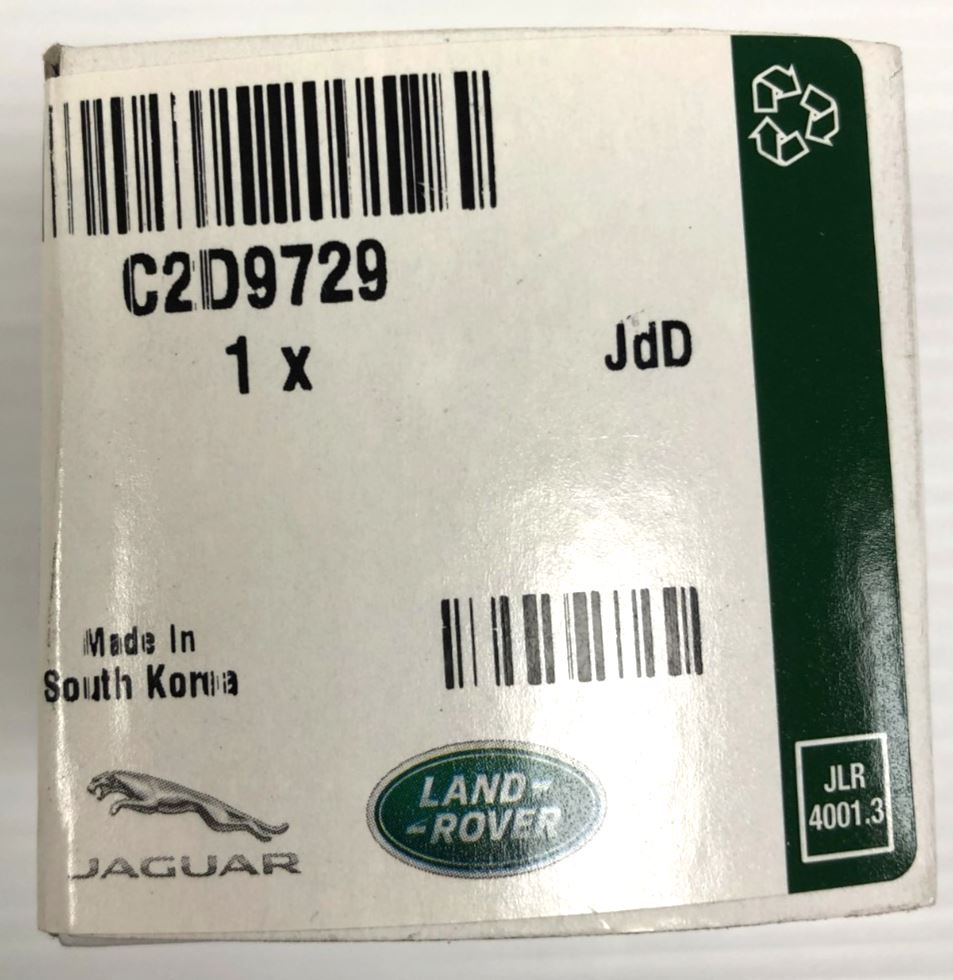 C2D9729
1 x
JdD
Made In
South Korea
JAGUAR
LAND-
-ROVER
JLR
4001.3